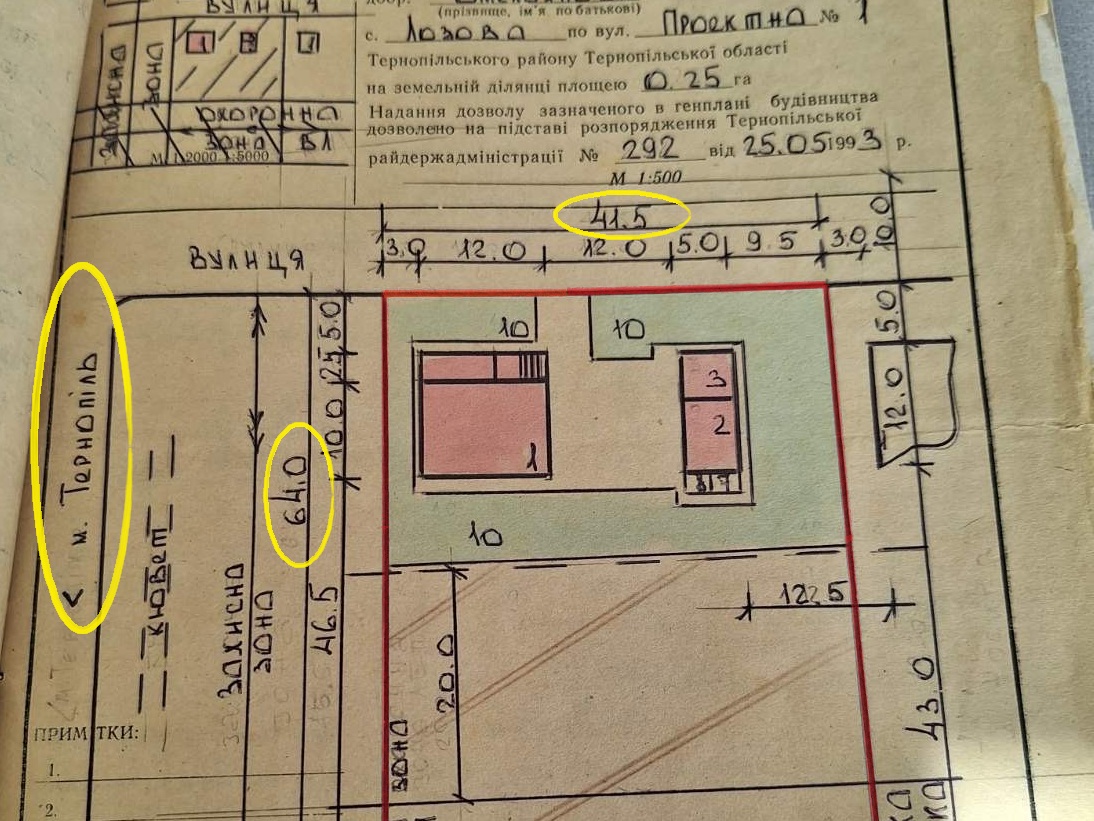 ВУЛИЦЯ
(прізвище, ім'я, по батькові)
с. Лозова по вул. Проектна № 1
Тернопільського району Тернопільської області
на земельній ділянці площею 0.25 га
Надання дозволу зазначеного в генплані будівництва
дозволено на підставі розпорядження Тернопільської
райдержадміністрації № 292 від 25.05 1993 р.
М 1:500
ЗАХИСНА
ЗОНА
1
ОХОРОННА
ЗОНА ВЛ
М 1:2000 1:5000
41.5
3.0 12.0 12.0 5.0 9.5 3.0
10.0
ВУЛИЦЯ
5.0
2.5
10.0
64.0
46.5
< м. Тернопіль
кювет
ЗАХИСНА
ЗОНА
10
10
3
2
1
10
5.0
12.0
12.5
20.0
43.0
ЗОНА
ПРИМІТКИ:
1.
2.